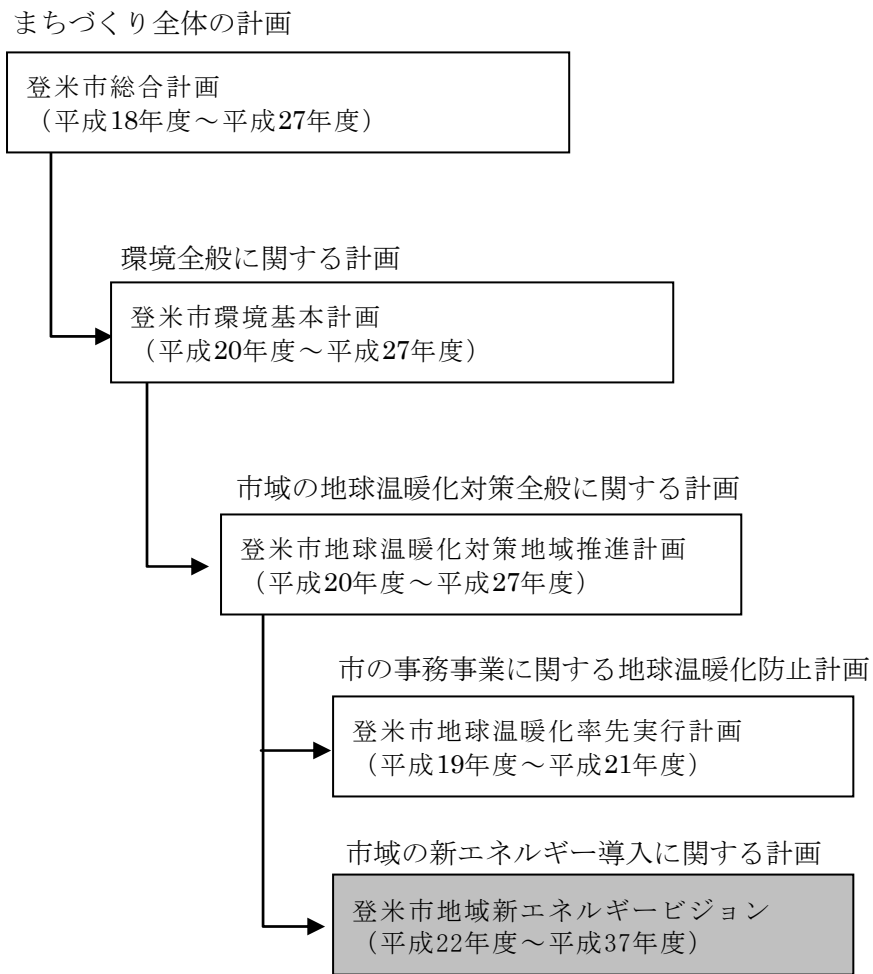 まちづくり全体の計画
登米市総合計画
（平成18年度～平成27年度）
環境全般に関する計画
登米市環境基本計画
（平成20年度～平成27年度）
市域の地球温暖化対策全般に関する計画
登米市地球温暖化対策地域推進計画
（平成20年度～平成27年度）
市の事務事業に関する地球温暖化防止計画
登米市地球温暖化率先実行計画
（平成19年度～平成21年度）
市域の新エネルギー導入に関する計画
登米市地域新エネルギービジョン
（平成22年度～平成37年度）